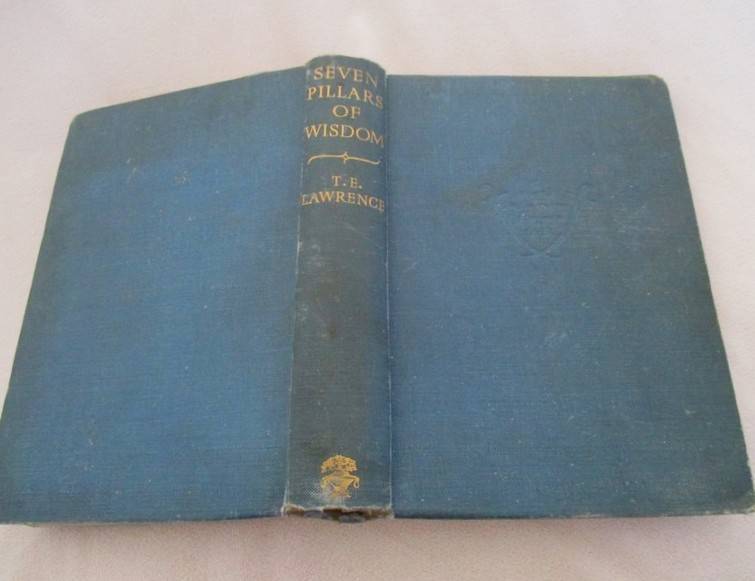 SEVEN
PILLARS
OF
WISDOM
T. E.
LAWRENCE